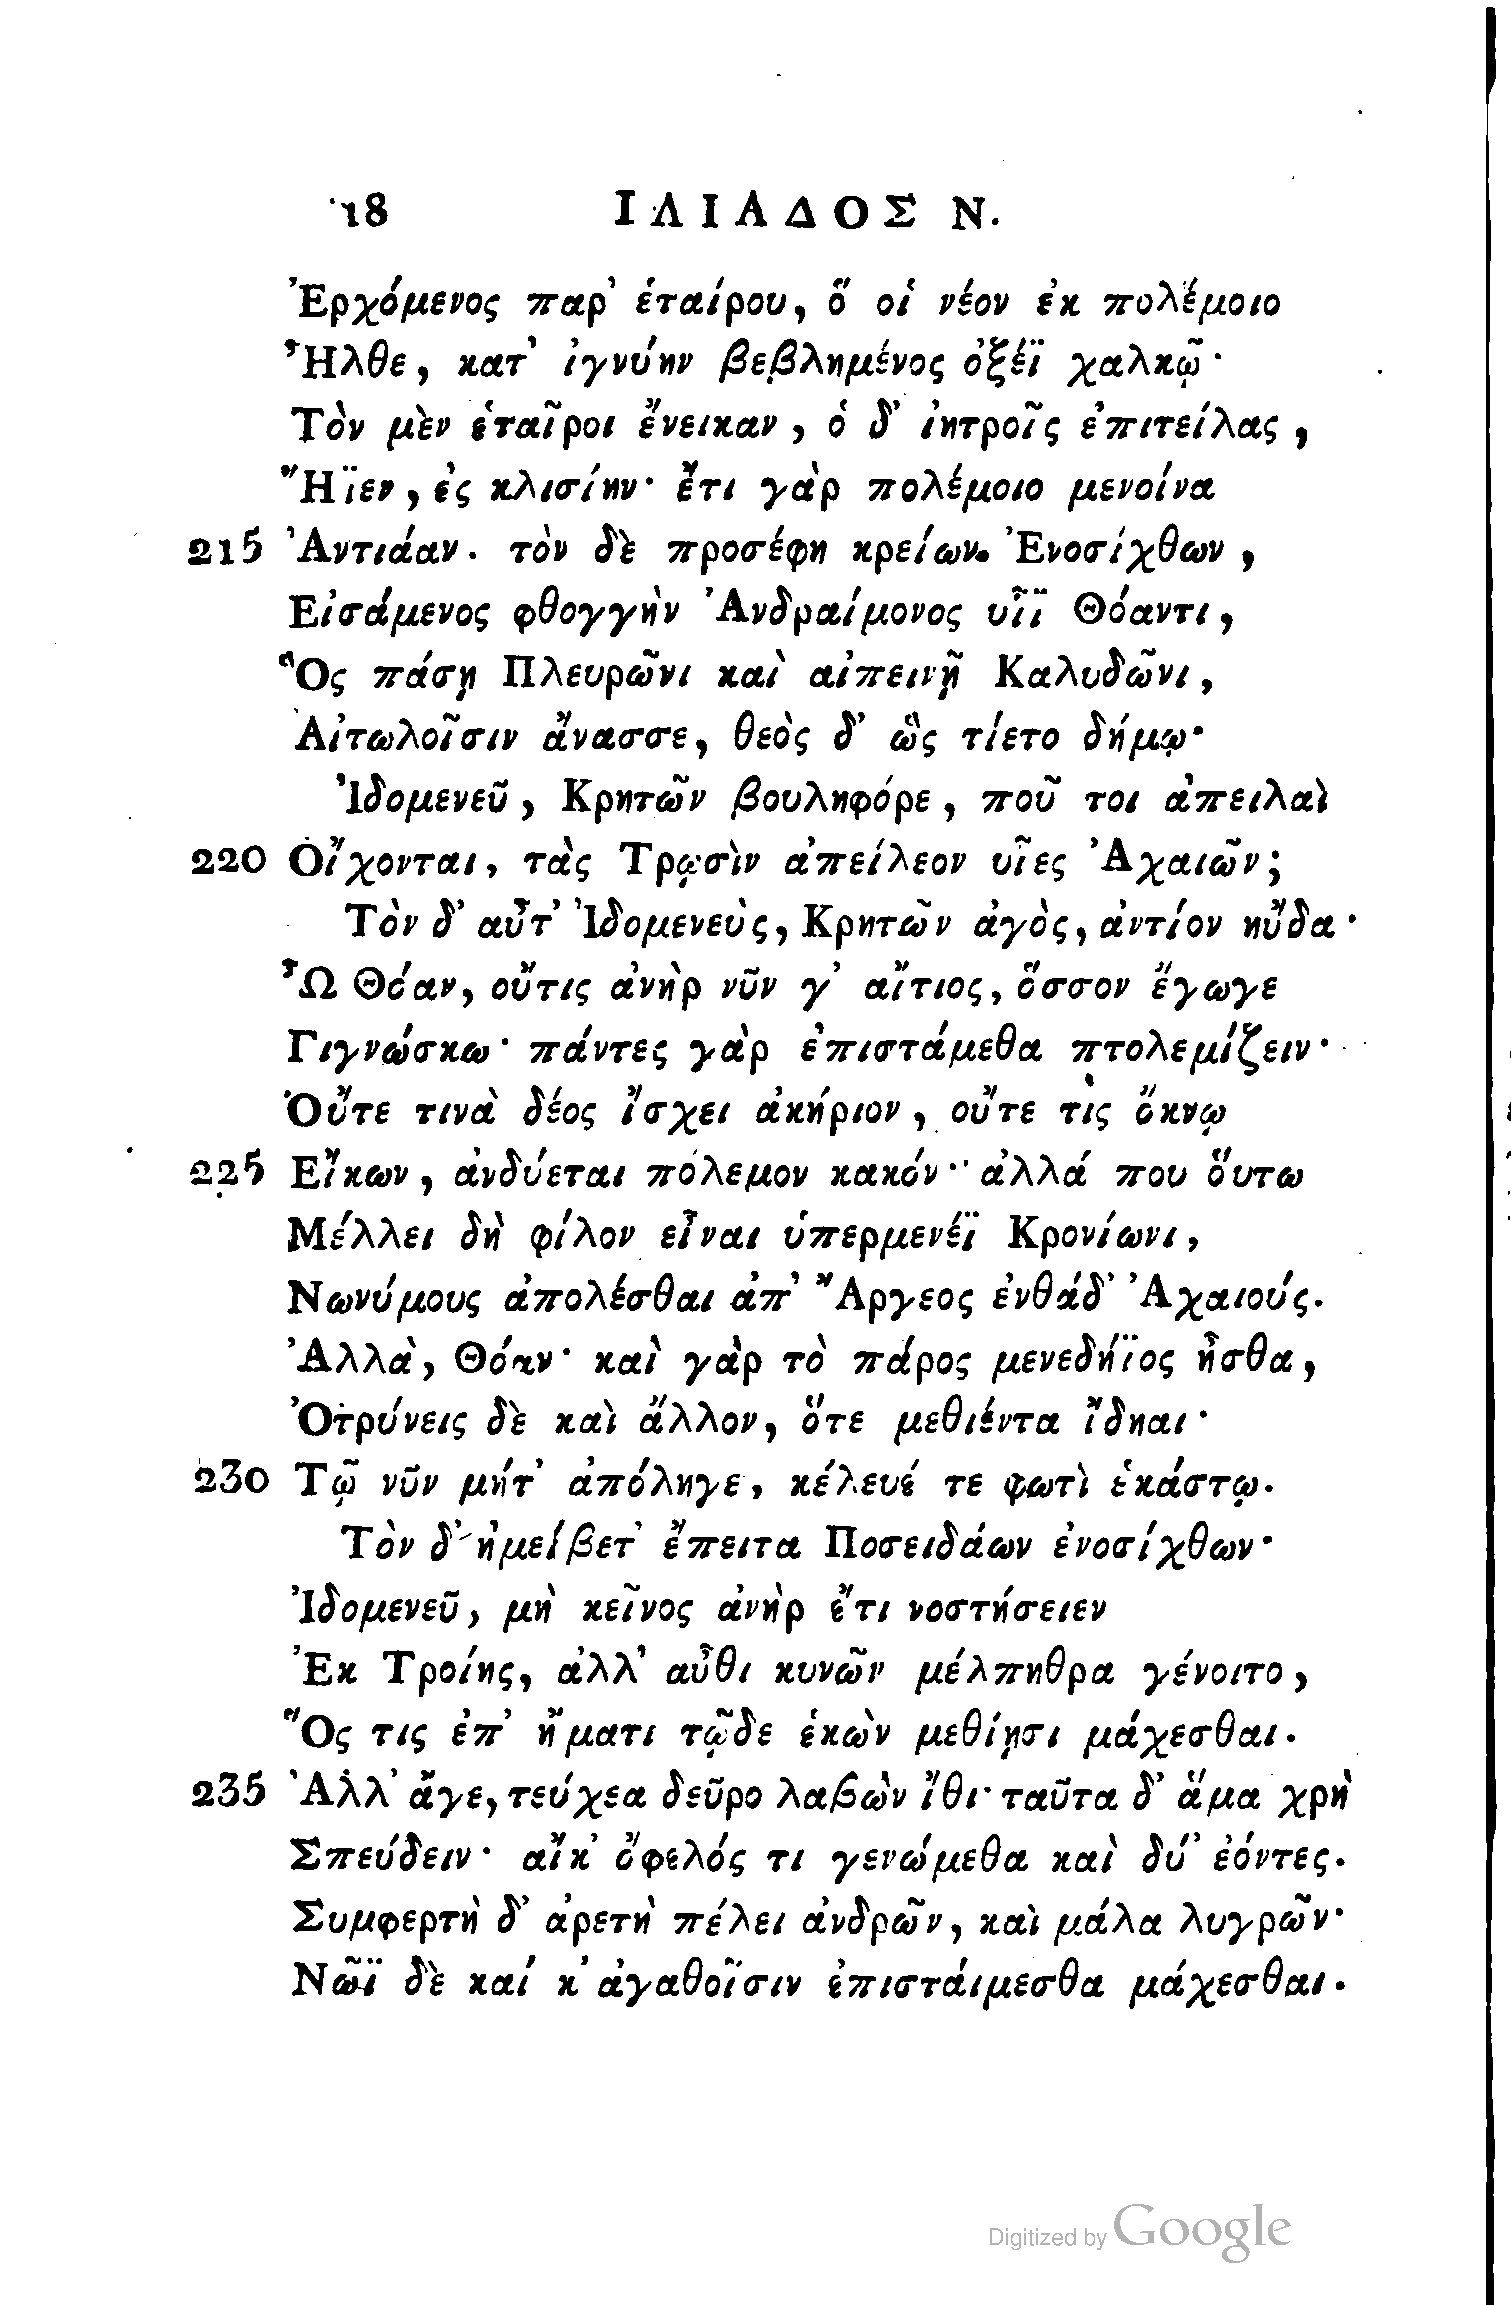 18 ΙΛΙΑΔΟΣ Ν.
Ἐρχόμενος παρ' ἑταίρου, ὅ οἱ νέον ἐκ πολέμοιο
Ἦλθε, κατ' ἰγνύην βεβλημένος ὀξέϊ χαλκῷ·
Τὸν μὲν ἑταῖροι ἔνεικαν, ὁ δ' ἰητροῖς ἐπιτείλας,
Ἤϊεν, ἐς κλισίην· ἔτι γὰρ πολέμοιο μενοίνα
215 Ἀντιάαν. τὸν δὲ προσέφη κρείων Ἐνοσίχθων,
Εἰσάμενος φθογγὴν Ἀνδραίμονος υἷϊ Θόαντι,
Ὃς πάσῃ Πλευρῶνι καὶ αἰπεινῇ Καλυδῶνι,
Αἰτωλοῖσιν ἄνασσε, θεὸς δ' ὣς τίετο δήμῳ·
Ἰδομενεῦ, Κρητῶν βουληφόρε, ποῦ τοι ἀπειλαὶ
220 Οἴχονται, τὰς Τρωσὶν ἀπείλεον υἷες Ἀχαιῶν;
Τὸν δ' αὖτ' Ἰδομενεὺς, Κρητῶν ἀγὸς, ἀντίον ηὔδα·
Ὦ Θόαν, οὔτις ἀνὴρ νῦν γ' αἴτιος, ὅσσον ἔγωγε
Γιγνώσκω· πάντες γὰρ ἐπιστάμεθα πτολεμίζειν·
Οὔτε τινὰ δέος ἴσχει ἀκήριον, οὔτε τὶς ὄκνῳ
225 Εἴκων, ἀνδύεται πόλεμον κακόν· ἀλλά που οὕτω
Μέλλει δὴ φίλον εἶναι ὑπερμενέϊ Κρονίωνι,
Νωνύμους ἀπολέσθαι ἀπ' Ἄργεος ἐνθάδ' Ἀχαιούς.
Ἀλλὰ, Θόαν· καὶ γὰρ τὸ πάρος μενεδήϊος ἦσθα,
Ὀτρύνεις δὲ καὶ ἄλλον, ὅτε μεθιέντα ἴδηαι·
230 Τῷ νῦν μήτ' ἀπόληγε, κέλευέ τε φωτὶ ἑκάστῳ.
Τὸν δ' ἠμείβετ' ἔπειτα Ποσειδάων ἐνοσίχθων·
Ἰδομενεῦ, μὴ κεῖνος ἀνὴρ ἔτι νοστήσειεν
Ἐκ Τροίης, ἀλλ' αὖθι κυνῶν μέλπηθρα γένοιτο,
Ὅς τις ἐπ' ἤματι τῷδε ἑκὼν μεθίῃσι μάχεσθαι.
235 Ἀλλ' ἄγε, τεύχεα δεῦρο λαβὼν ἴθι· ταῦτα δ' ἅμα χρὴ
Σπεύδειν· αἴκ' ὄφελός τι γενώμεθα καὶ δύ' ἐόντες.
Συμφερτὴ δ' ἀρετὴ πέλει ἀνδρῶν, καὶ μάλα λυγρῶν·
Νῶϊ δὲ καί κ' ἀγαθοῖσιν ἐπισταίμεσθα μάχεσθαι.
Digitized by Google